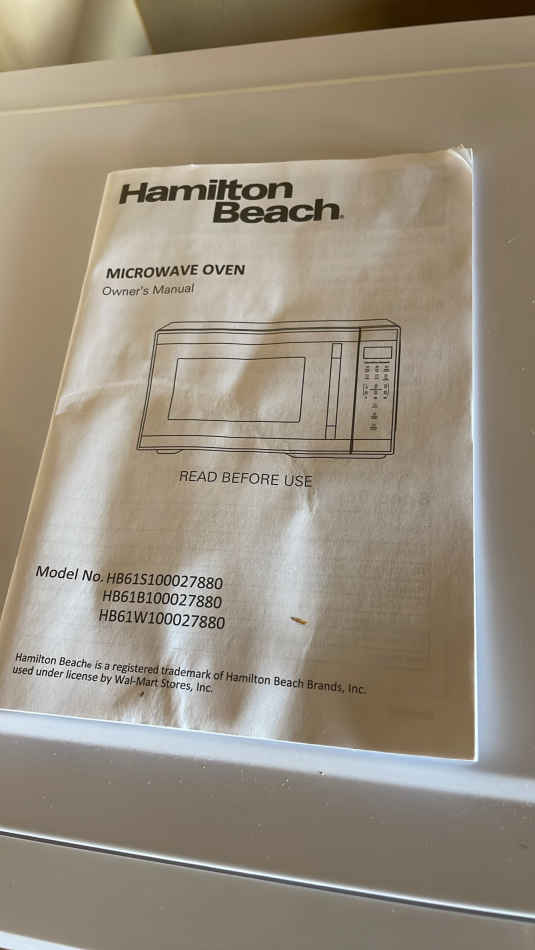 Hamilton
Beach®
MICROWAVE OVEN
Owner's Manual
READ BEFORE USE
Model No. HB61S100027880
HB61B100027880
HB61W100027880
Hamilton Beach® is a registered trademark of Hamilton Beach Brands, Inc.
used under license by Wal-Mart Stores, Inc.